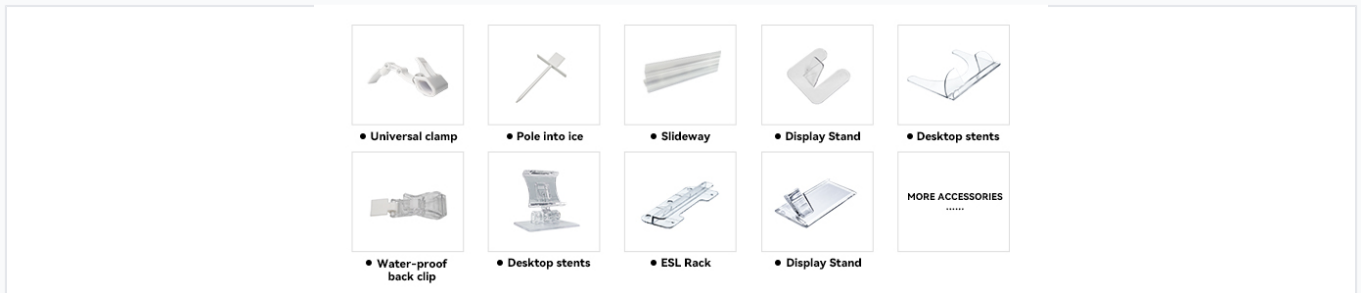 ● Universal clamp
● Pole into ice
● Slideway
● Display Stand
● Desktop stents
MORE ACCESSORIES
......
● Water-proof
back clip
● Desktop stents
● ESL Rack
● Display Stand